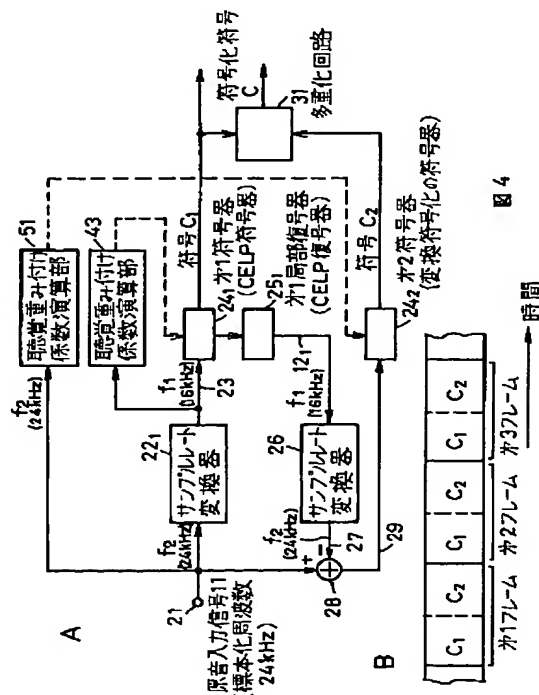 A
21
原音入力信号11
標本化周波数
24kHz
f2
(24kHz)
聴覚重み付け
係数演算部
51
聴覚重み付け
係数演算部
43
f2
(24kHz)
サンプルレート
変換器
22₁
f1
(16kHz)
23
24₁
第1符号器
(CELP符号器)
25₁
第1局部復号器
(CELP復号器)
符号C1
符号化符号
C
31
多重化回路
符号C2
12₁
f1
(16kHz)
サンプルレート
変換器
26
f2
(24kHz)
27
+
−
28
29
24₂
第2符号器
(変換符号化の符号器)
B
C1
C2
C1
C2
C1
C2
第1フレーム
第2フレーム
第3フレーム
時間
図4